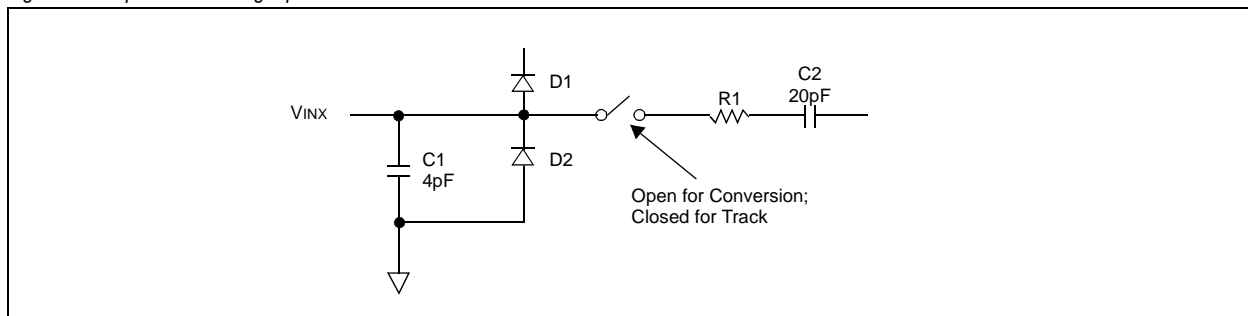 D1
C2
20pF
R1
VINX
C1
4pF
D2
Open for Conversion;
Closed for Track